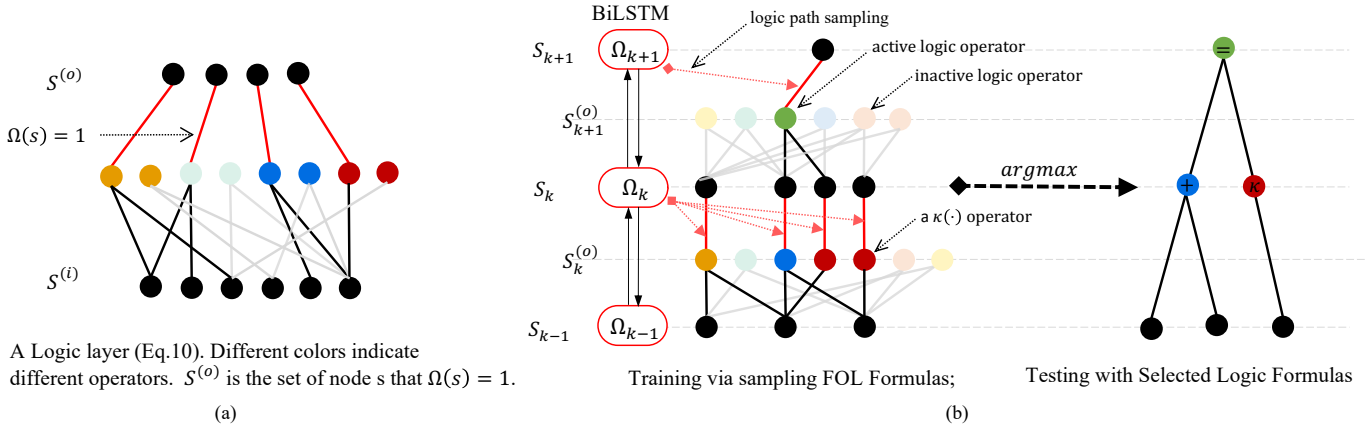 S^{(o)}
Ω(s) = 1
S^{(i)}
A Logic layer (Eq.10). Different colors indicate
different operators. S^{(o)} is the set of node s that Ω(s) = 1.
(a)
BiLSTM
logic path sampling
S_{k+1}
Ω_{k+1}
active logic operator
inactive logic operator
S_{k+1}^{(o)}
S_k
Ω_k
a κ(·) operator
S_k^{(o)}
S_{k−1}
Ω_{k−1}
argmax
=
+
κ
Training via sampling FOL Formulas;
Testing with Selected Logic Formulas
(b)